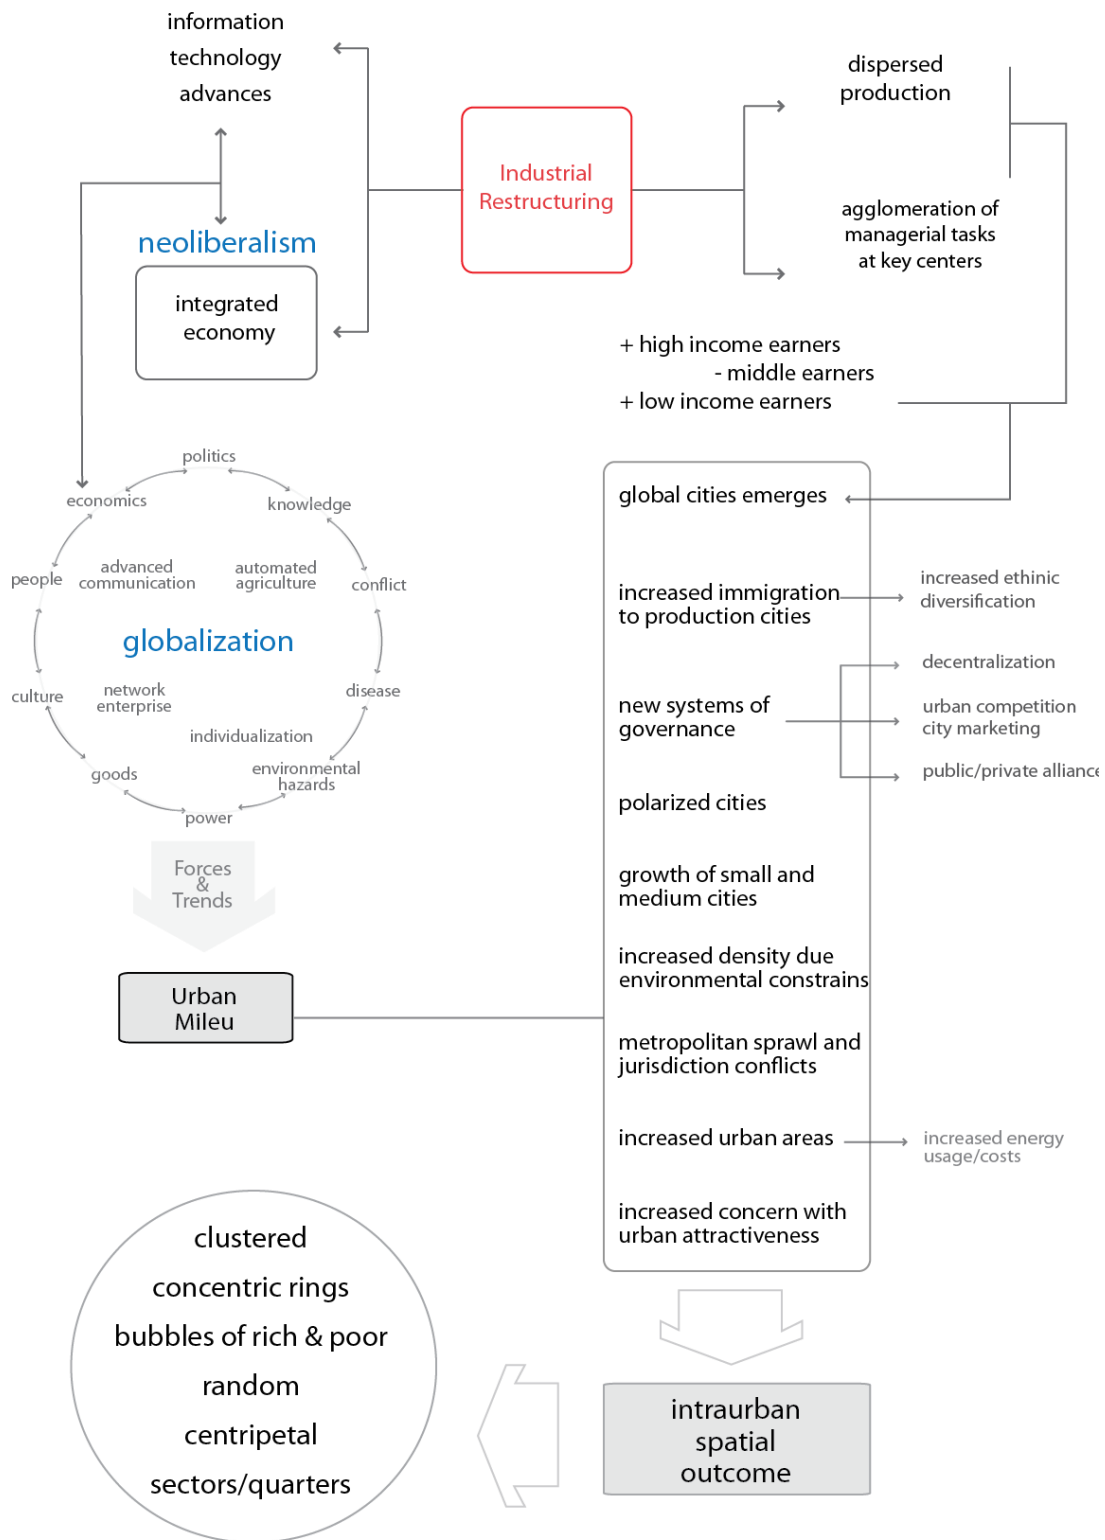 information
technology
advances
dispersed
production
Industrial
Restructuring
agglomeration of
managerial tasks
at key centers
neoliberalism
integrated
economy
+ high income earners
- middle earners
+ low income earners
politics
economics
knowledge
people
advanced
communication
automated
agriculture
conflict
globalization
culture
network
enterprise
disease
individualization
goods
environmental
hazards
power
Forces
&
Trends
Urban
Mileu
global cities emerges
increased immigration
to production cities
increased ethinic
diversification
new systems of
governance
decentralization
urban competition
city marketing
public/private alliance
polarized cities
growth of small and
medium cities
increased density due
environmental constrains
metropolitan sprawl and
jurisdiction conflicts
increased urban areas
increased energy
usage/costs
increased concern with
urban attractiveness
intraurban
spatial
outcome
clustered
concentric rings
bubbles of rich & poor
random
centripetal
sectors/quarters